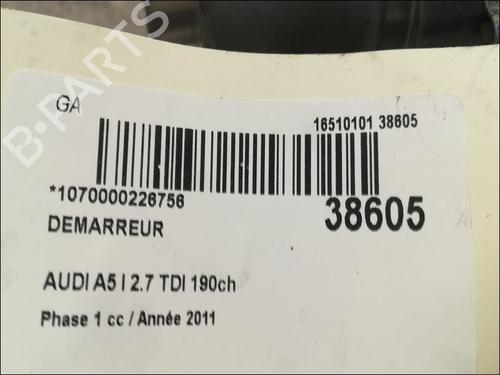 B-PARTS
GA
16510101 38605
*1070000226756
38605
DEMARREUR
AUDI A5 I 2.7 TDI 190ch
Phase 1 cc / Année 2011